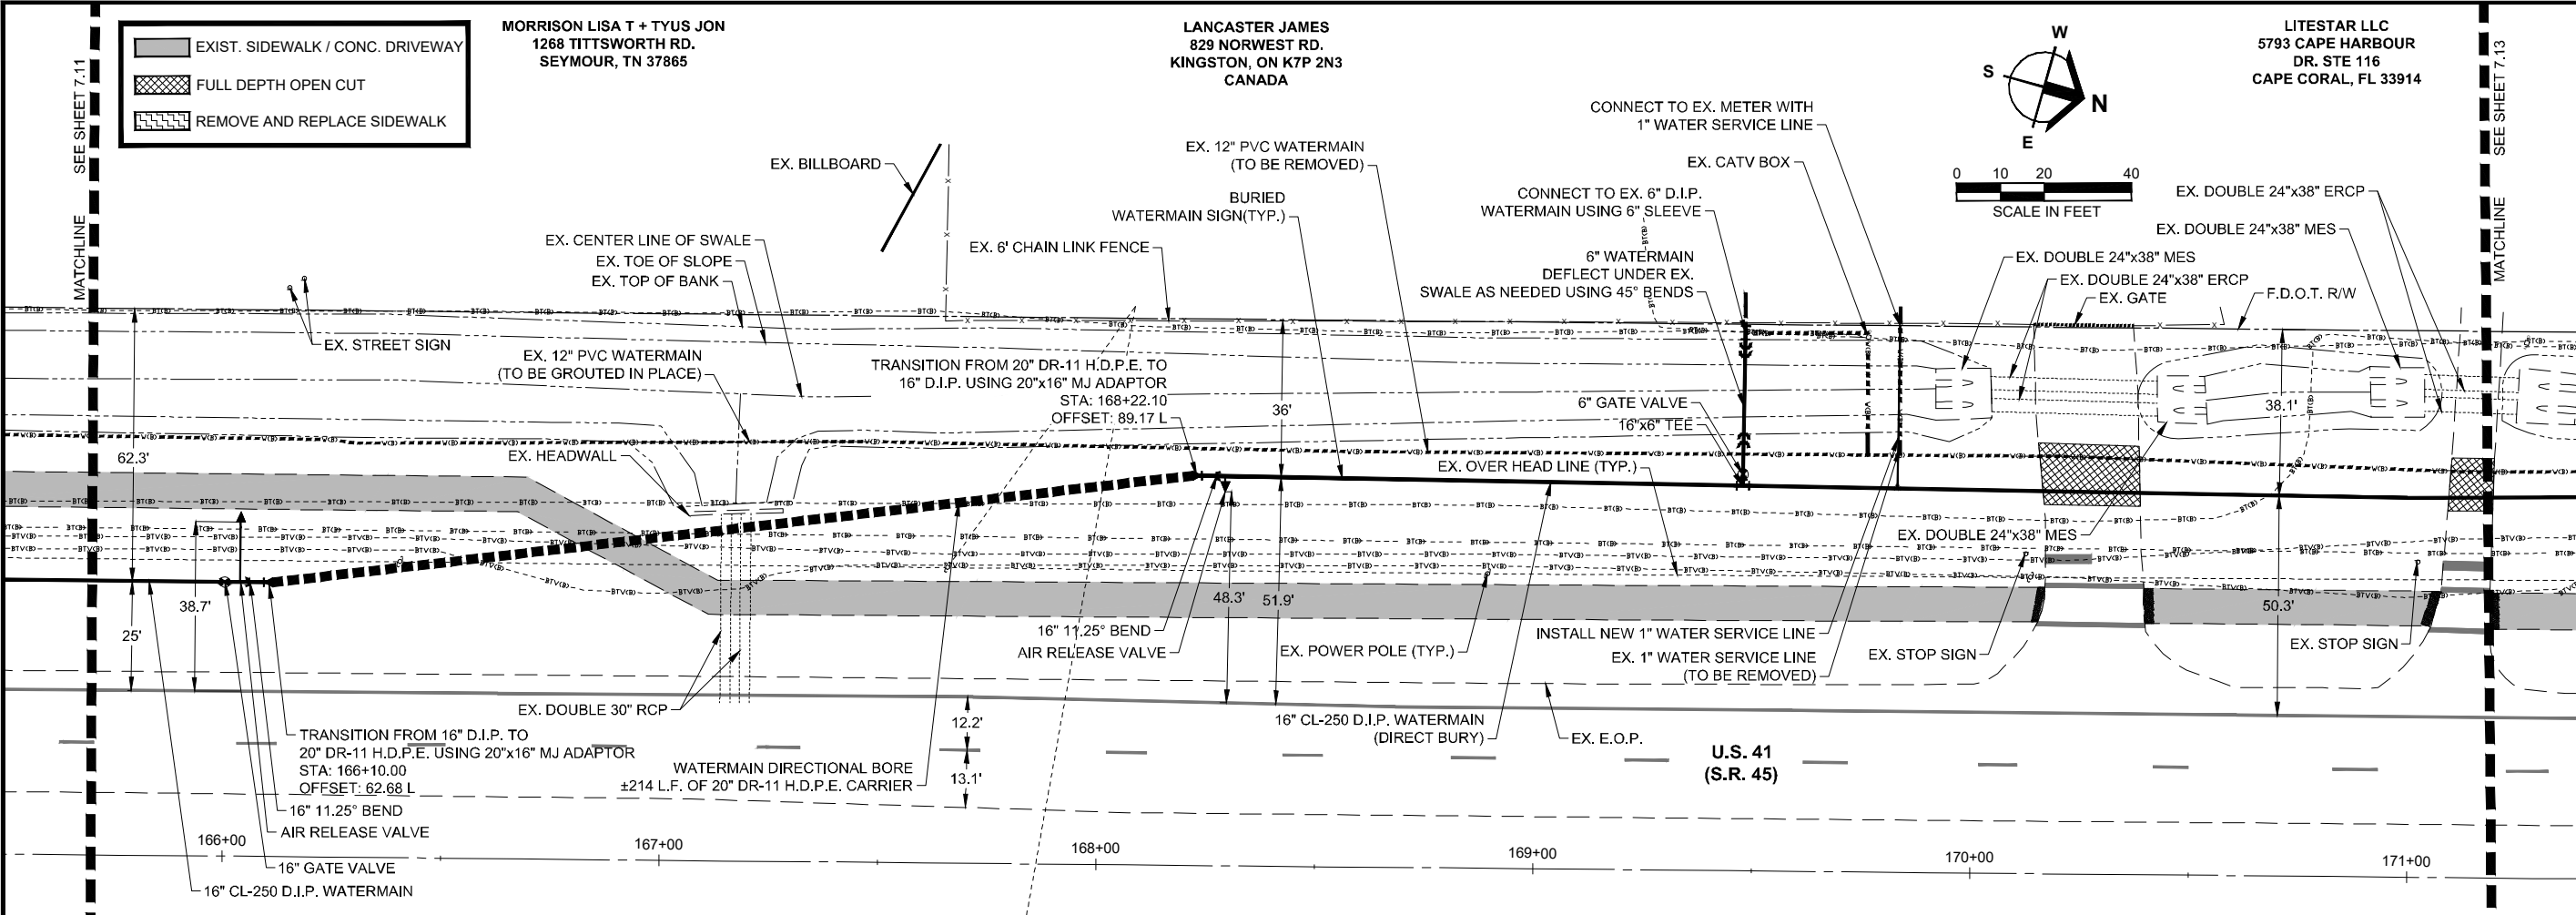 EXIST. SIDEWALK / CONC. DRIVEWAY
FULL DEPTH OPEN CUT
REMOVE AND REPLACE SIDEWALK
MATCHLINE SEE SHEET 7.11
MORRISON LISA T + TYUS JON
1268 TITTSWORTH RD.
SEYMOUR, TN 37865
LANCASTER JAMES
829 NORWEST RD.
KINGSTON, ON K7P 2N3
CANADA
LITESTAR LLC
5793 CAPE HARBOUR
DR. STE 116
CAPE CORAL, FL 33914
W
S
N
E
0 10 20 40
SCALE IN FEET
MATCHLINE SEE SHEET 7.13
EX. BILLBOARD
EX. 12" PVC WATERMAIN
(TO BE REMOVED)
BURIED
WATERMAIN SIGN(TYP.)
CONNECT TO EX. METER WITH
1" WATER SERVICE LINE
EX. CATV BOX
CONNECT TO EX. 6" D.I.P.
WATERMAIN USING 6" SLEEVE
6" WATERMAIN
DEFLECT UNDER EX.
SWALE AS NEEDED USING 45° BENDS
EX. DOUBLE 24"x38" ERCP
EX. DOUBLE 24"x38" MES
EX. DOUBLE 24"x38" MES
EX. DOUBLE 24"x38" ERCP
EX. GATE
F.D.O.T. R/W
EX. CENTER LINE OF SWALE
EX. TOE OF SLOPE
EX. TOP OF BANK
EX. 6' CHAIN LINK FENCE
EX. STREET SIGN
EX. 12" PVC WATERMAIN
(TO BE GROUTED IN PLACE)
TRANSITION FROM 20" DR-11 H.D.P.E. TO
16" D.I.P. USING 20"x16" MJ ADAPTOR
STA: 168+22.10
OFFSET: 89.17 L
36'
6" GATE VALVE
16"x6" TEE
38.1'
62.3'
EX. HEADWALL
EX. OVER HEAD LINE (TYP.)
EX. DOUBLE 24"x38" MES
38.7'
25'
48.3'
51.9'
50.3'
16" 11.25° BEND
AIR RELEASE VALVE
EX. POWER POLE (TYP.)
INSTALL NEW 1" WATER SERVICE LINE
EX. 1" WATER SERVICE LINE
(TO BE REMOVED)
EX. STOP SIGN
EX. STOP SIGN
EX. DOUBLE 30" RCP
12.2'
13.1'
16" CL-250 D.I.P. WATERMAIN
(DIRECT BURY)
EX. E.O.P.
U.S. 41
(S.R. 45)
TRANSITION FROM 16" D.I.P. TO
20" DR-11 H.D.P.E. USING 20"x16" MJ ADAPTOR
STA: 166+10.00
OFFSET: 62.68 L
WATERMAIN DIRECTIONAL BORE
±214 L.F. OF 20" DR-11 H.D.P.E. CARRIER
16" 11.25° BEND
AIR RELEASE VALVE
16" GATE VALVE
16" CL-250 D.I.P. WATERMAIN
166+00
167+00
168+00
169+00
170+00
171+00